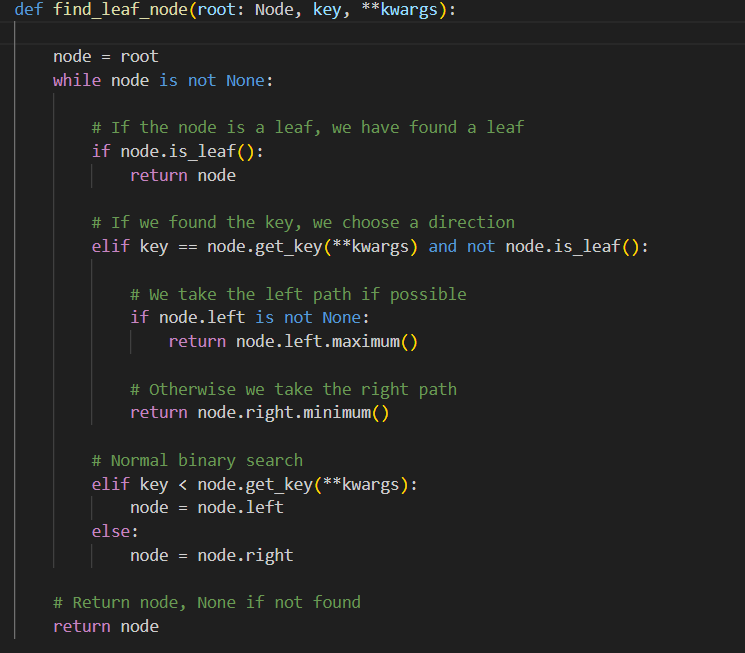 def find_leaf_node(root: Node, key, **kwargs):
    node = root
    while node is not None:
        # If the node is a leaf, we have found a leaf
        if node.is_leaf():
            return node
        # If we found the key, we choose a direction
        elif key == node.get_key(**kwargs) and not node.is_leaf():
            # We take the left path if possible
            if node.left is not None:
                return node.left.maximum()
            # Otherwise we take the right path
            return node.right.minimum()
        # Normal binary search
        elif key < node.get_key(**kwargs):
            node = node.left
        else:
            node = node.right
    # Return node, None if not found
    return node